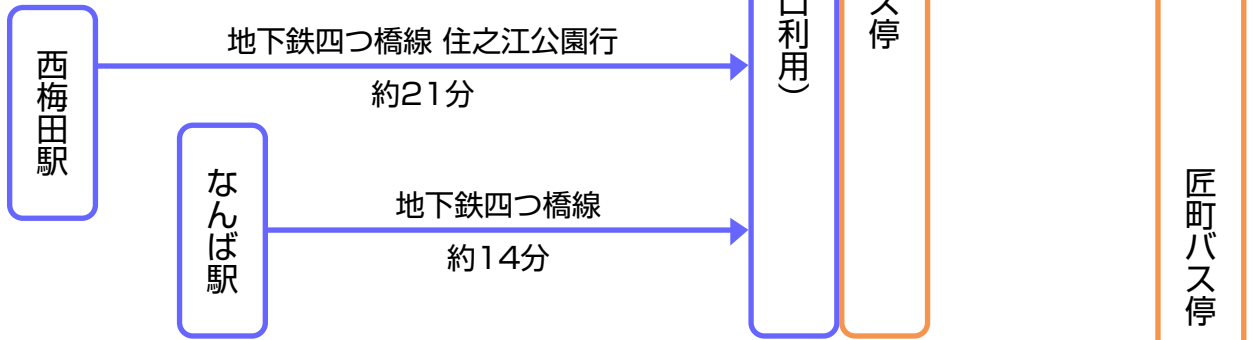 西梅田駅
地下鉄四つ橋線 住之江公園行
約21分
なんば駅
地下鉄四つ橋線
約14分
口利用)
ス停
匠町バス停